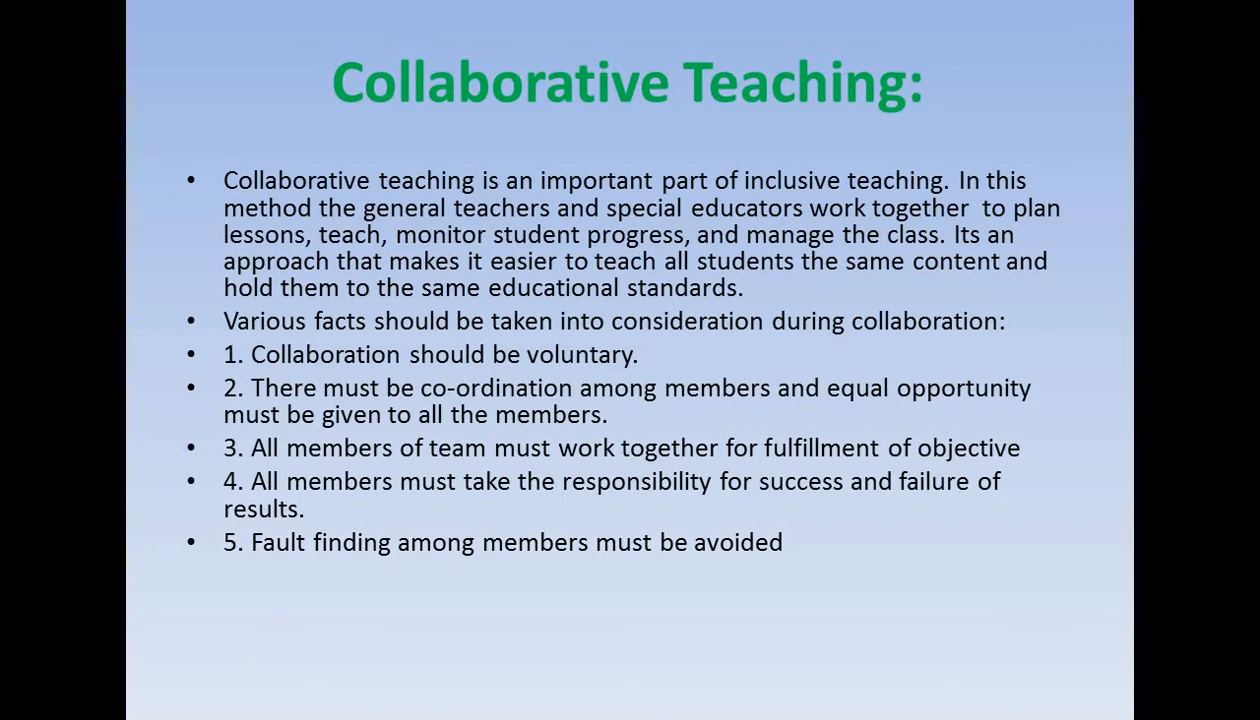 Collaborative Teaching:
• Collaborative teaching is an important part of inclusive teaching. In this
method the general teachers and special educators work together to plan
lessons, teach, monitor student progress, and manage the class. Its an
approach that makes it easier to teach all students the same content and
hold them to the same educational standards.
• Various facts should be taken into consideration during collaboration:
• 1. Collaboration should be voluntary.
• 2. There must be co-ordination among members and equal opportunity
must be given to all the members.
• 3. All members of team must work together for fulfillment of objective
• 4. All members must take the responsibility for success and failure of
results.
• 5. Fault finding among members must be avoided